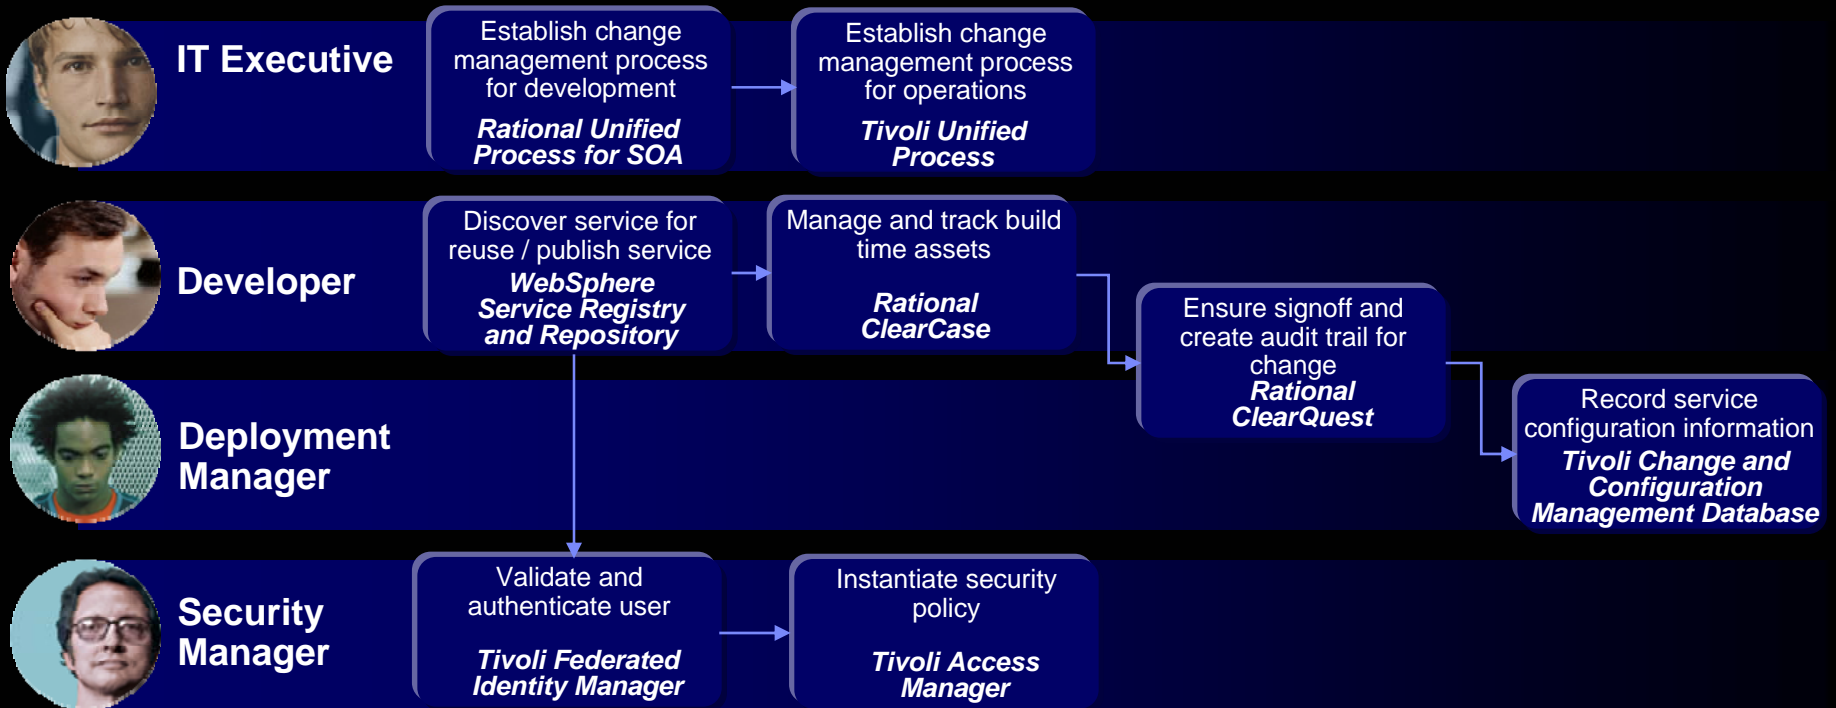 IT Executive
Establish change
management process
for development
Rational Unified
Process for SOA
Establish change
management process
for operations
Tivoli Unified
Process
Developer
Discover service for
reuse / publish service
WebSphere
Service Registry
and Repository
Manage and track build
time assets
Rational
ClearCase
Ensure signoff and
create audit trail for
change
Rational
ClearQuest
Deployment
Manager
Record service
configuration information
Tivoli Change and
Configuration
Management Database
Security
Manager
Validate and
authenticate user
Tivoli Federated
Identity Manager
Instantiate security
policy
Tivoli Access
Manager